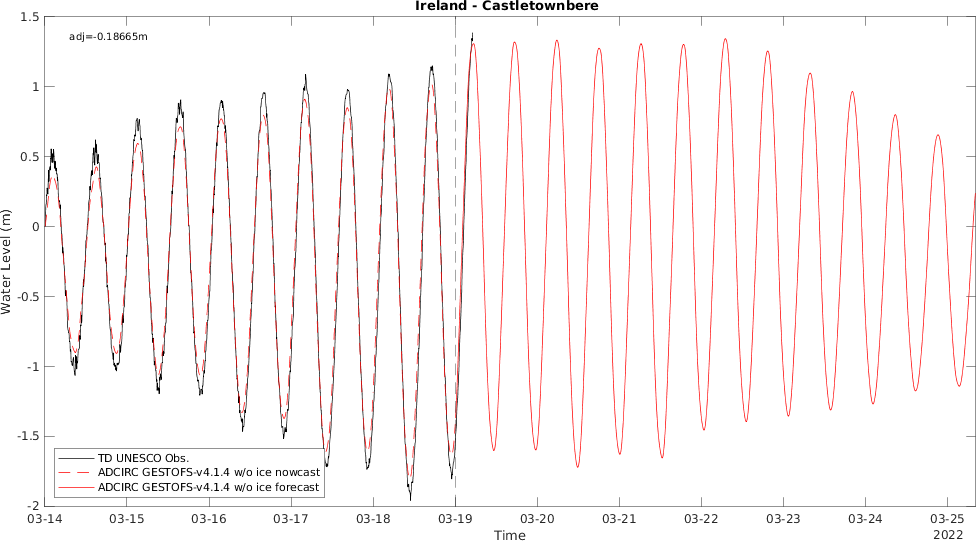 Ireland - Castletownbere
adj=-0.18665m
1.5
1
0.5
0
-0.5
-1
-1.5
-2
Water Level (m)
TD UNESCO Obs.
ADCIRC GESTOFS-v4.1.4 w/o ice nowcast
ADCIRC GESTOFS-v4.1.4 w/o ice forecast
03-14 03-15 03-16 03-17 03-18 03-19 03-20 03-21 03-22 03-23 03-24 03-25
Time
2022